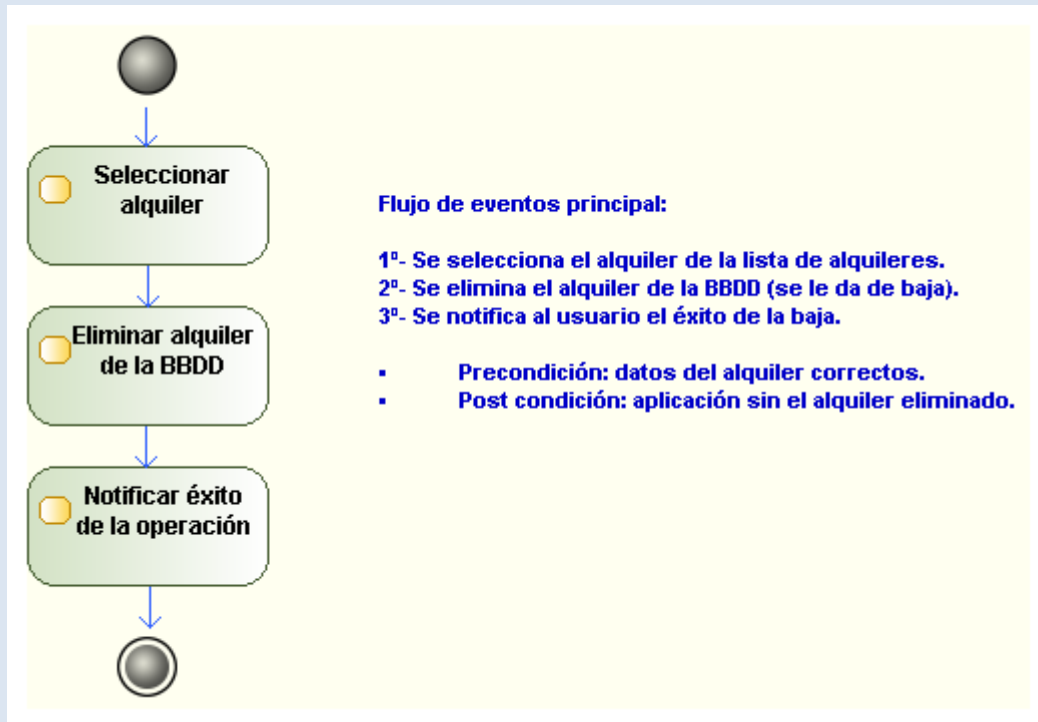 Seleccionar
alquiler
Eliminar alquiler
de la BBDD
Notificar éxito
de la operación
Flujo de eventos principal:
1º- Se selecciona el alquiler de la lista de alquileres.
2º- Se elimina el alquiler de la BBDD (se le da de baja).
3º- Se notifica al usuario el éxito de la baja.
▪ Precondición: datos del alquiler correctos.
▪ Post condición: aplicación sin el alquiler eliminado.